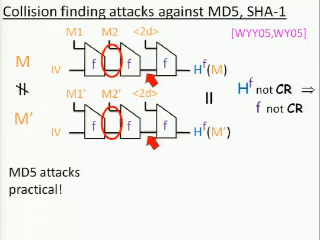 Collision finding attacks against MD5, SHA-1
[WYY05,WY05]
M1 M2 <2d>
M
f f f
IV
H^f(M)
≠
=
H^f not CR ⇒
f not CR
M1' M2' <2d>
M'
f f f
IV
H^f(M')
MD5 attacks
practical!